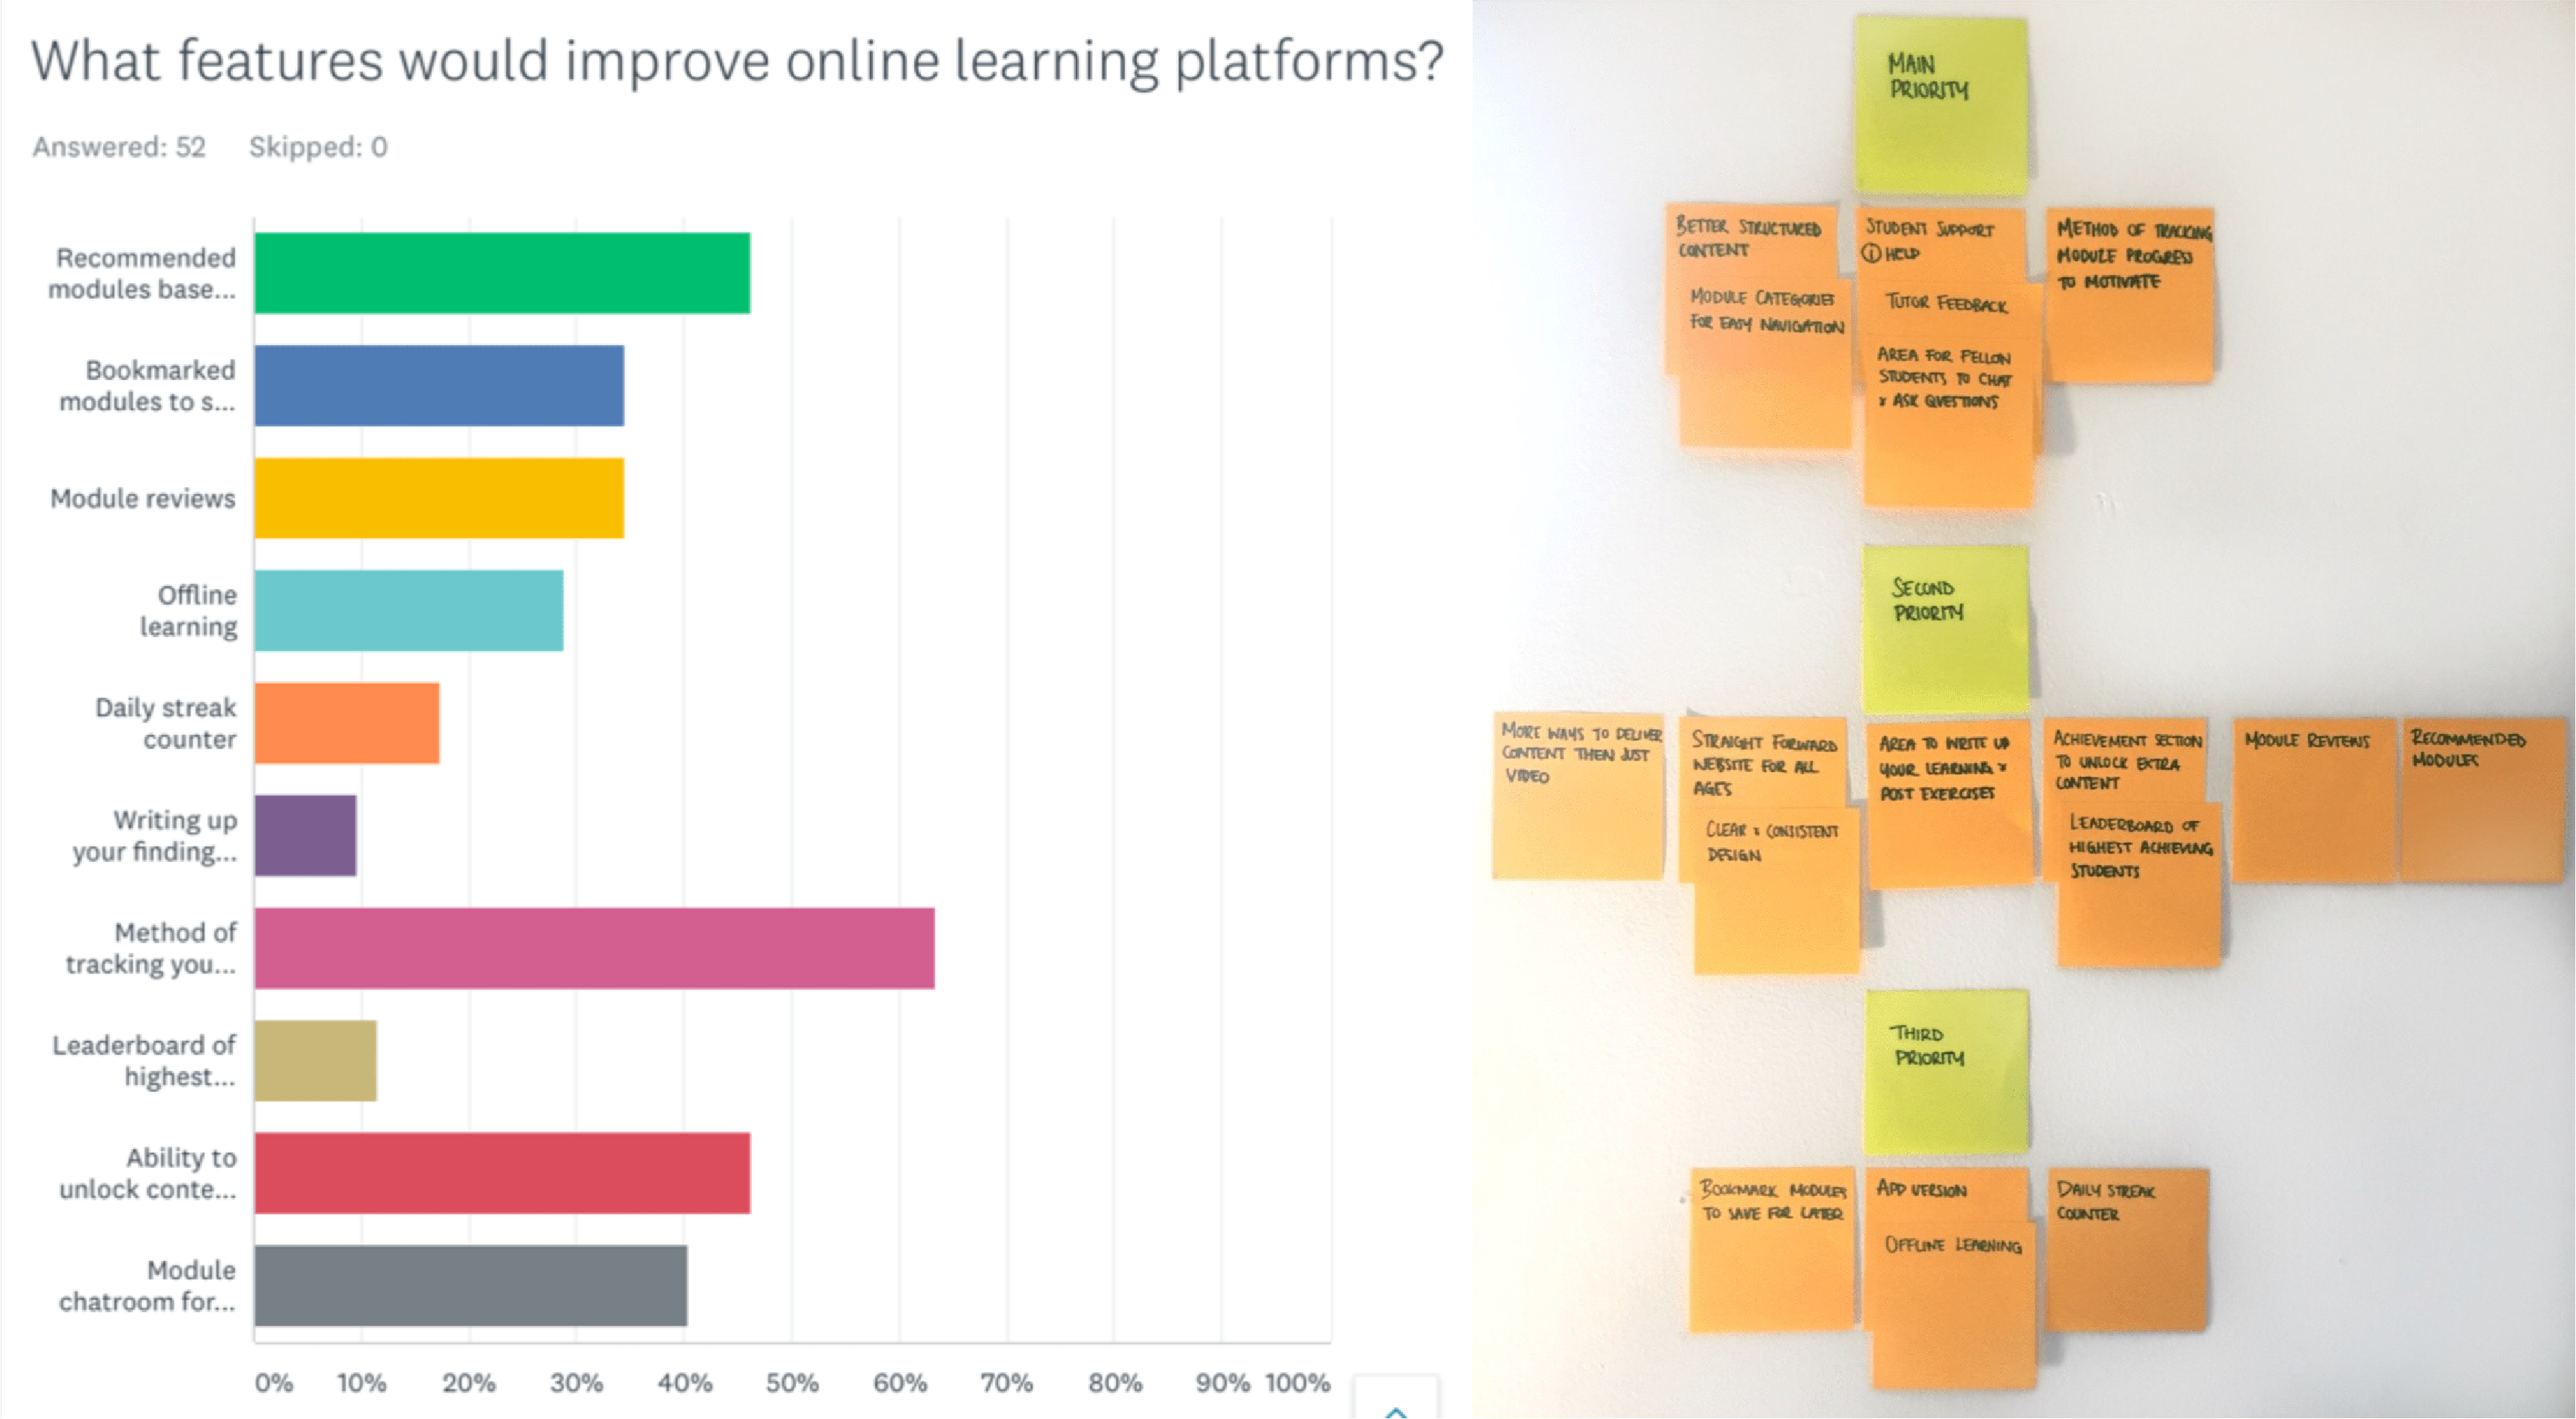 What features would improve online learning platforms?
Answered: 52 Skipped: 0
Recommended
modules base...
Bookmarked
modules to s...
Module reviews
Offline
learning
Daily streak
counter
Writing up
your finding...
Method of
tracking you...
Leaderboard of
highest...
Ability to
unlock conte...
Module
chatroom for...
0% 10% 20% 30% 40% 50% 60% 70% 80% 90% 100%
MAIN
PRIORITY
BETTER STRUCTURED
CONTENT
MODULE CATEGORIES
FOR EASY NAVIGATION
STUDENT SUPPORT
i HELP
TUTOR FEEDBACK
AREA FOR FELLON
STUDENTS TO CHAT
& ASK QUESTIONS
METHOD OF TRACKING
MODULE PROGRESS
TO MOTIVATE
SECOND
PRIORITY
MORE WAYS TO DELIVER
CONTENT THEN JUST
VIDEO
STRAIGHT FORWARD
WEBSITE FOR ALL
AGES
CLEAR & CONSISTENT
DESIGN
AREA TO WRITE UP
YOUR LEARNING &
POST EXERCISES
ACHIEVEMENT SECTION
TO UNLOCK EXTRA
CONTENT
LEADERBOARD OF
HIGHEST ACHIEVING
STUDENTS
MODULE REVIEWS
RECOMMENDED
MODULES
THIRD
PRIORITY
BOOKMARK MODULES
TO SAVE FOR LATER
APP VERSION
OFFLINE LEARNING
DAILY STREAK
COUNTER